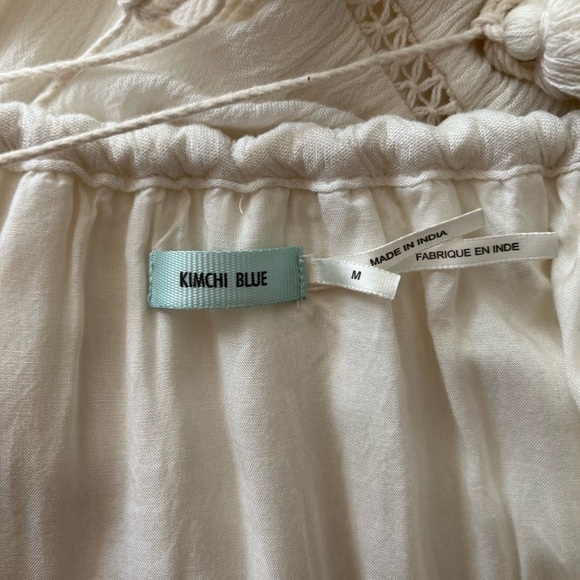 KIMCHI BLUE
M
MADE IN INDIA
FABRIQUE EN INDE